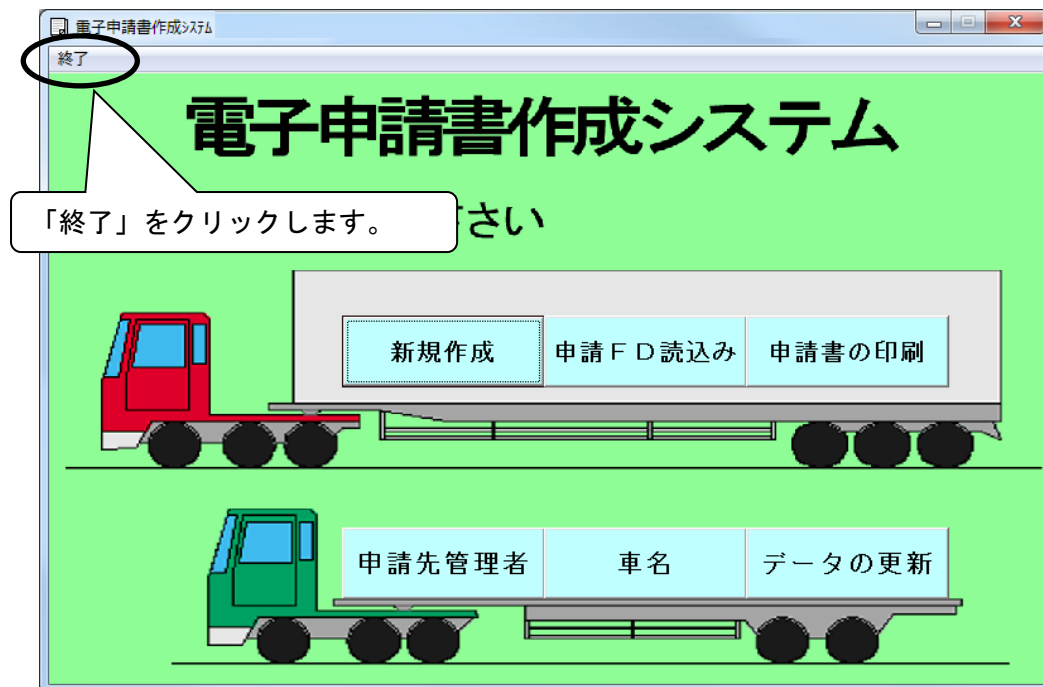 電子申請書作成ｼｽﾃﾑ
終了
電子申請書作成システム
「終了」をクリックします。
さい
新規作成
申請ＦＤ読込み
申請書の印刷
申請先管理者
車名
データの更新